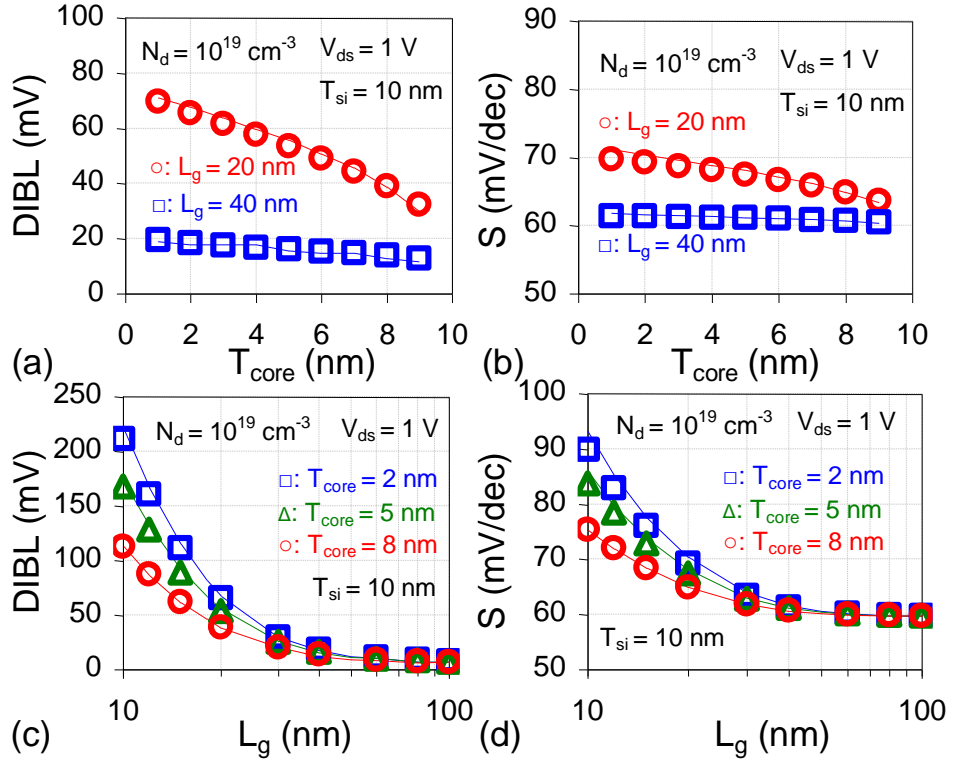 DIBL (mV)
100
80
60
40
20
0
N_d = 10^19 cm^-3 V_ds = 1 V
T_si = 10 nm
○: L_g = 20 nm
□: L_g = 40 nm
0 2 4 6 8 10
(a) T_core (nm)
S (mV/dec)
90
80
70
60
50
N_d = 10^19 cm^-3 V_ds = 1 V
T_si = 10 nm
○: L_g = 20 nm
□: L_g = 40 nm
0 2 4 6 8 10
(b) T_core (nm)
DIBL (mV)
250
200
150
100
50
0
N_d = 10^19 cm^-3 V_ds = 1 V
□: T_core = 2 nm
Δ: T_core = 5 nm
○: T_core = 8 nm
T_si = 10 nm
10 100
(c) L_g (nm)
S (mV/dec)
100
90
80
70
60
50
N_d = 10^19 cm^-3 V_ds = 1 V
□: T_core = 2 nm
Δ: T_core = 5 nm
○: T_core = 8 nm
T_si = 10 nm
10 100
(d) L_g (nm)